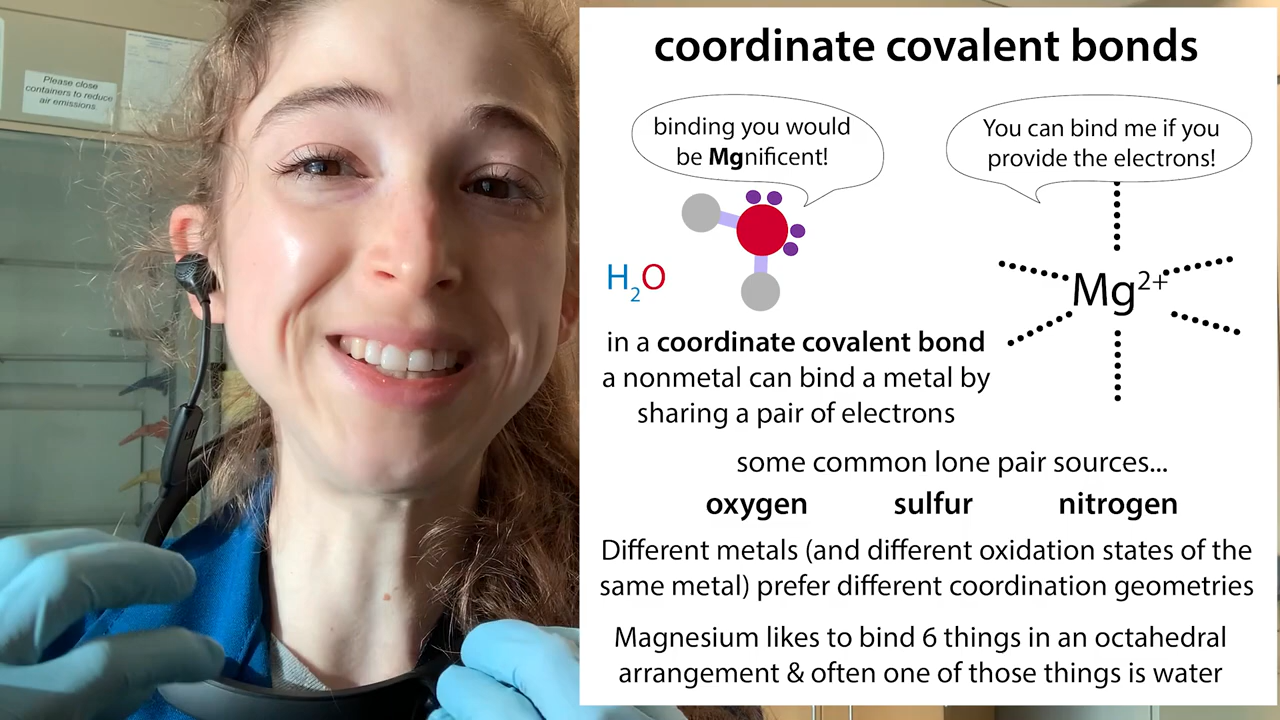 Please close
containers to reduce
air emissions
coordinate covalent bonds
binding you would
be Mgnificent!
You can bind me if you
provide the electrons!
H₂O
Mg²⁺
in a coordinate covalent bond
a nonmetal can bind a metal by
sharing a pair of electrons
some common lone pair sources...
oxygen sulfur nitrogen
Different metals (and different oxidation states of the
same metal) prefer different coordination geometries
Magnesium likes to bind 6 things in an octahedral
arrangement & often one of those things is water